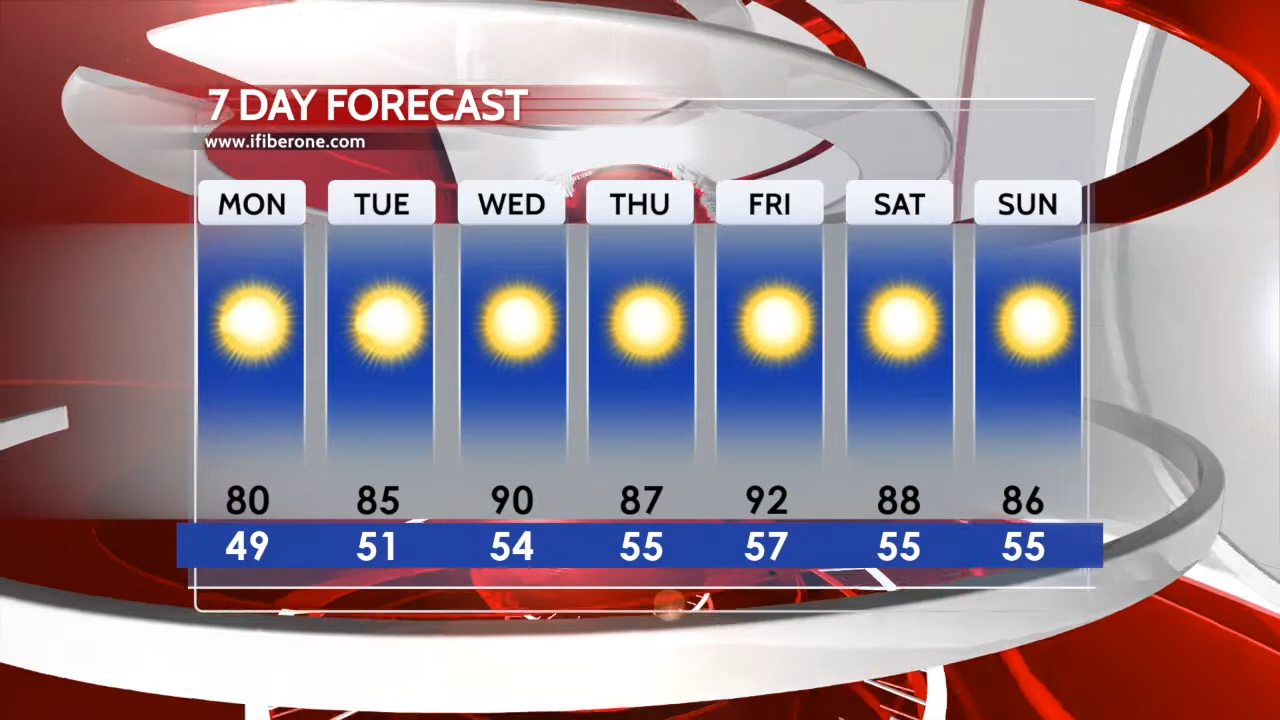 7 DAY FORECAST
www.ifiberone.com
MON TUE WED THU FRI SAT SUN
80 85 90 87 92 88 86
49 51 54 55 57 55 55